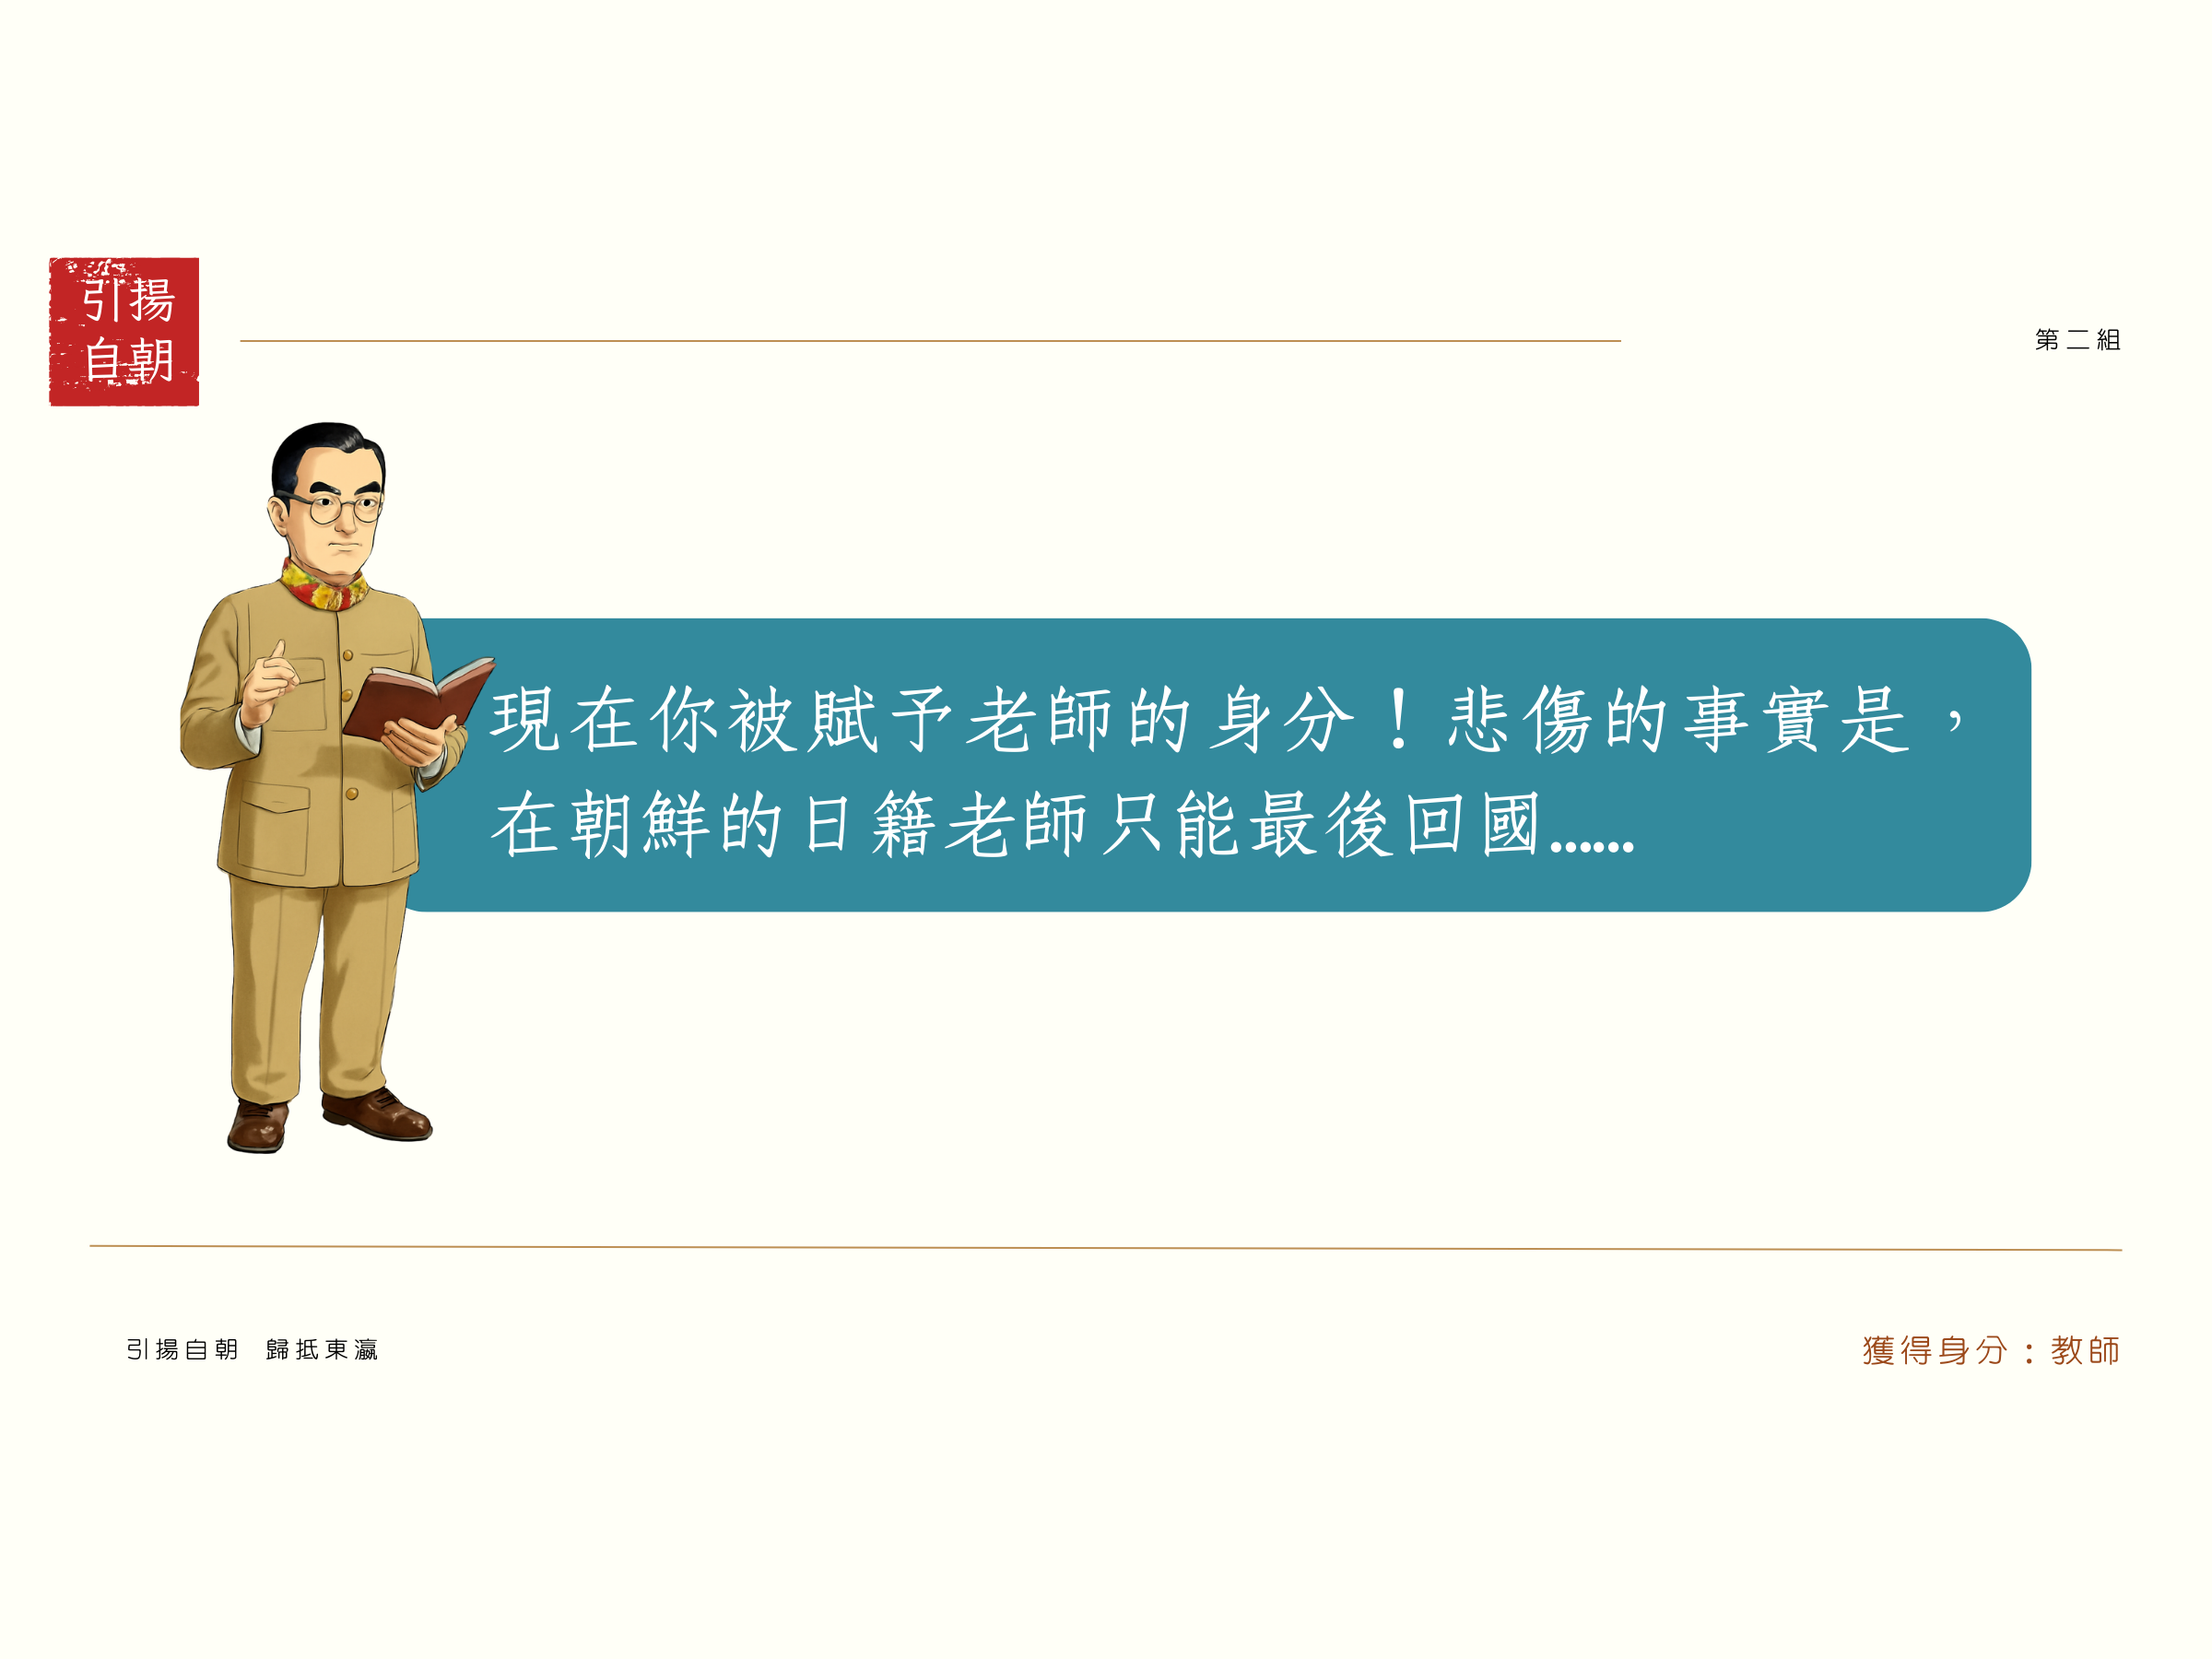 引揚
自朝
第二組
現在你被賦予老師的身分！悲傷的事實是，
在朝鮮的日籍老師只能最後回國......
引揚自朝　歸抵東瀛
獲得身分：教師